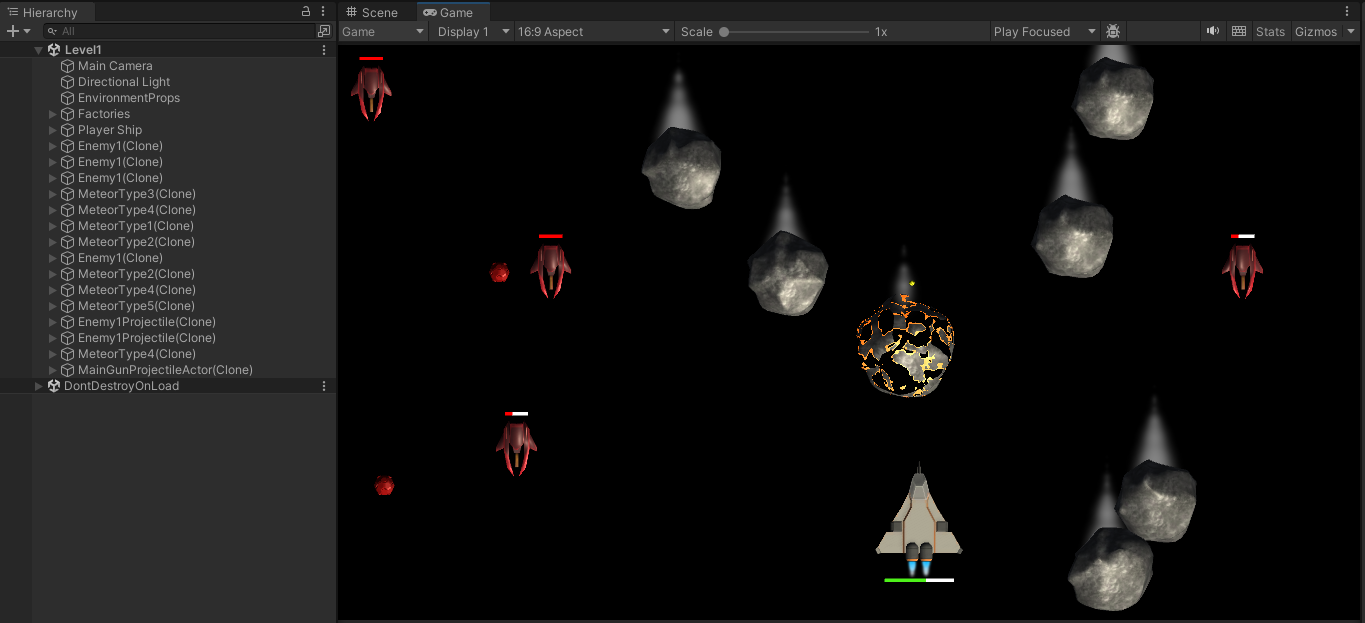 Hierarchy
All
Level1
Main Camera
Directional Light
EnvironmentProps
Factories
Player Ship
Enemy1(Clone)
Enemy1(Clone)
Enemy1(Clone)
MeteorType3(Clone)
MeteorType4(Clone)
MeteorType1(Clone)
MeteorType2(Clone)
Enemy1(Clone)
MeteorType2(Clone)
MeteorType4(Clone)
MeteorType5(Clone)
Enemy1Projectile(Clone)
Enemy1Projectile(Clone)
MeteorType4(Clone)
MainGunProjectileActor(Clone)
DontDestroyOnLoad
Scene Game
Game Display 1 16:9 Aspect Scale 1x Play Focused Stats Gizmos